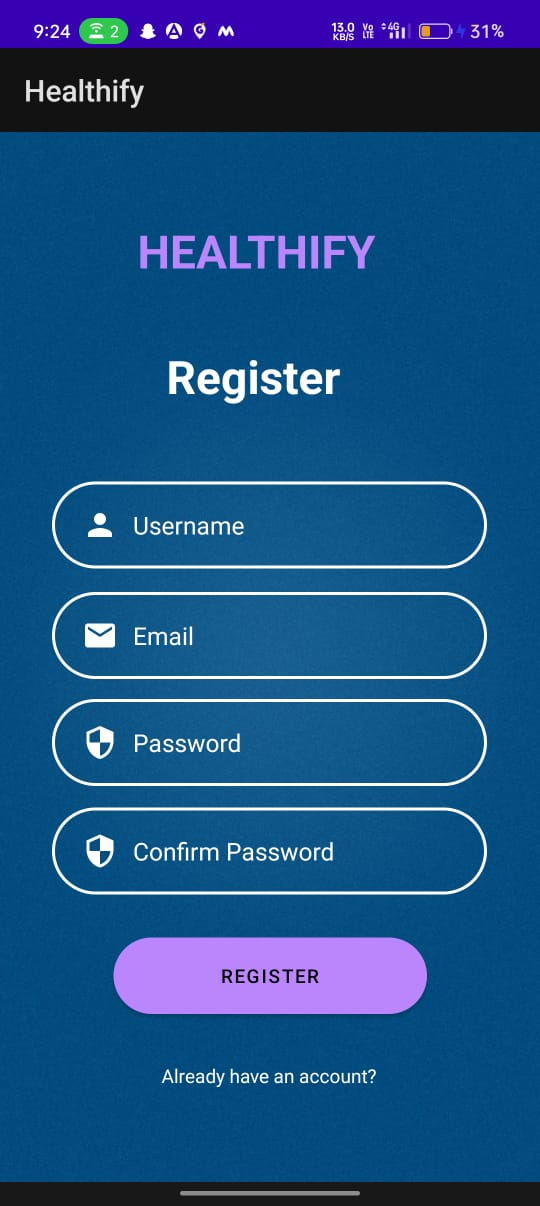 9:24 2 13.0 KB/S Vo LTE 4G 31%
Healthify
HEALTHIFY
Register
Username
Email
Password
Confirm Password
REGISTER
Already have an account?